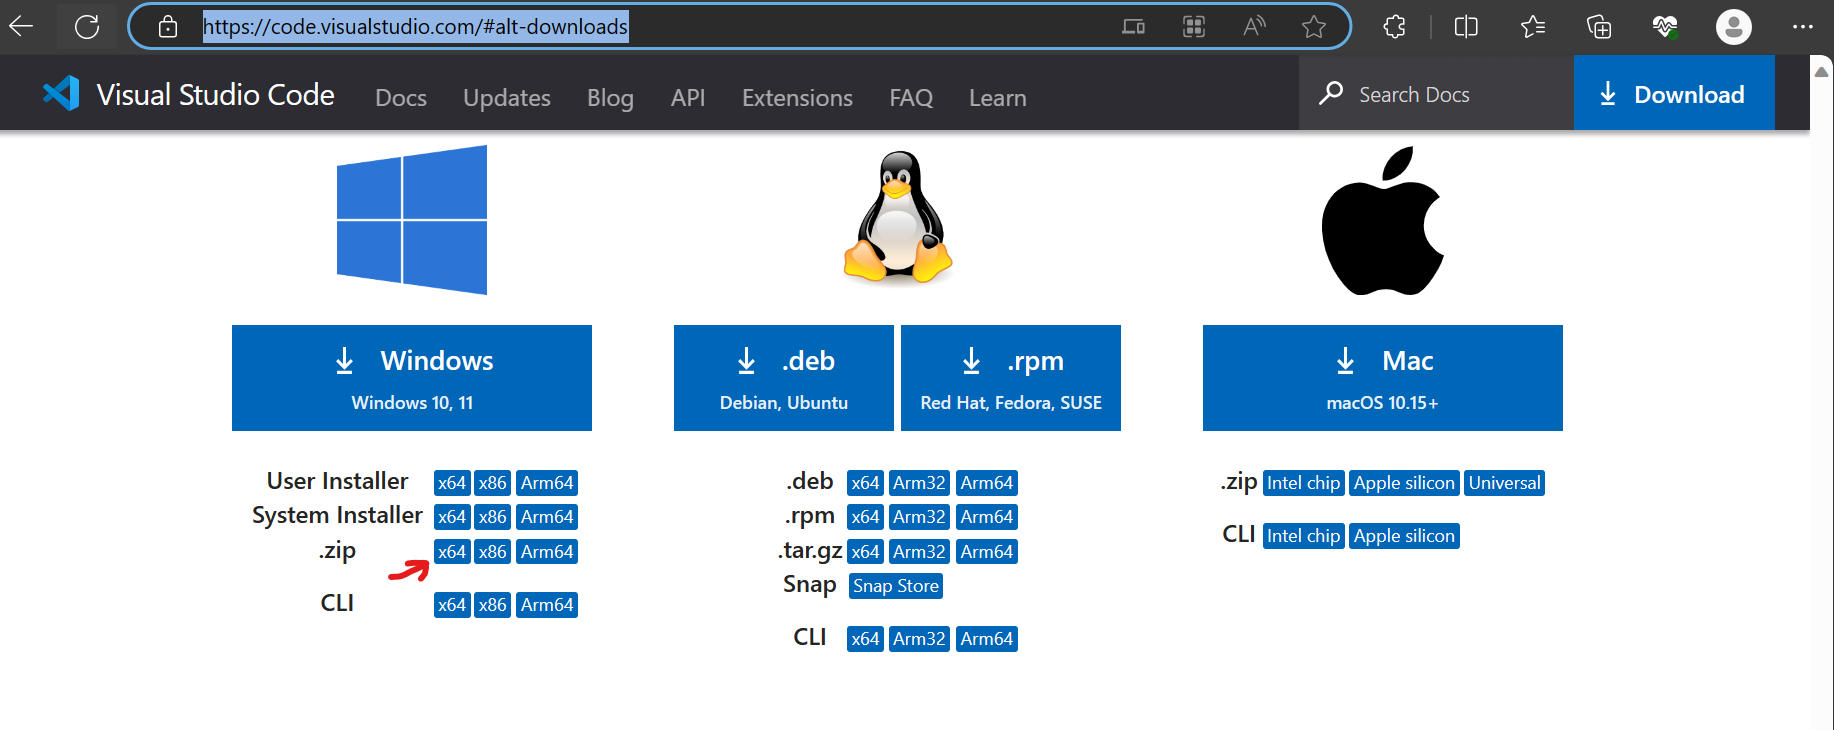 https://code.visualstudio.com/#alt-downloads
Visual Studio Code Docs Updates Blog API Extensions FAQ Learn Search Docs Download
Windows
Windows 10, 11
User Installer x64 x86 Arm64
System Installer x64 x86 Arm64
.zip x64 x86 Arm64
CLI x64 x86 Arm64
.deb
Debian, Ubuntu
.rpm
Red Hat, Fedora, SUSE
.deb x64 Arm32 Arm64
.rpm x64 Arm32 Arm64
.tar.gz x64 Arm32 Arm64
Snap Snap Store
CLI x64 Arm32 Arm64
Mac
macOS 10.15+
.zip Intel chip Apple silicon Universal
CLI Intel chip Apple silicon